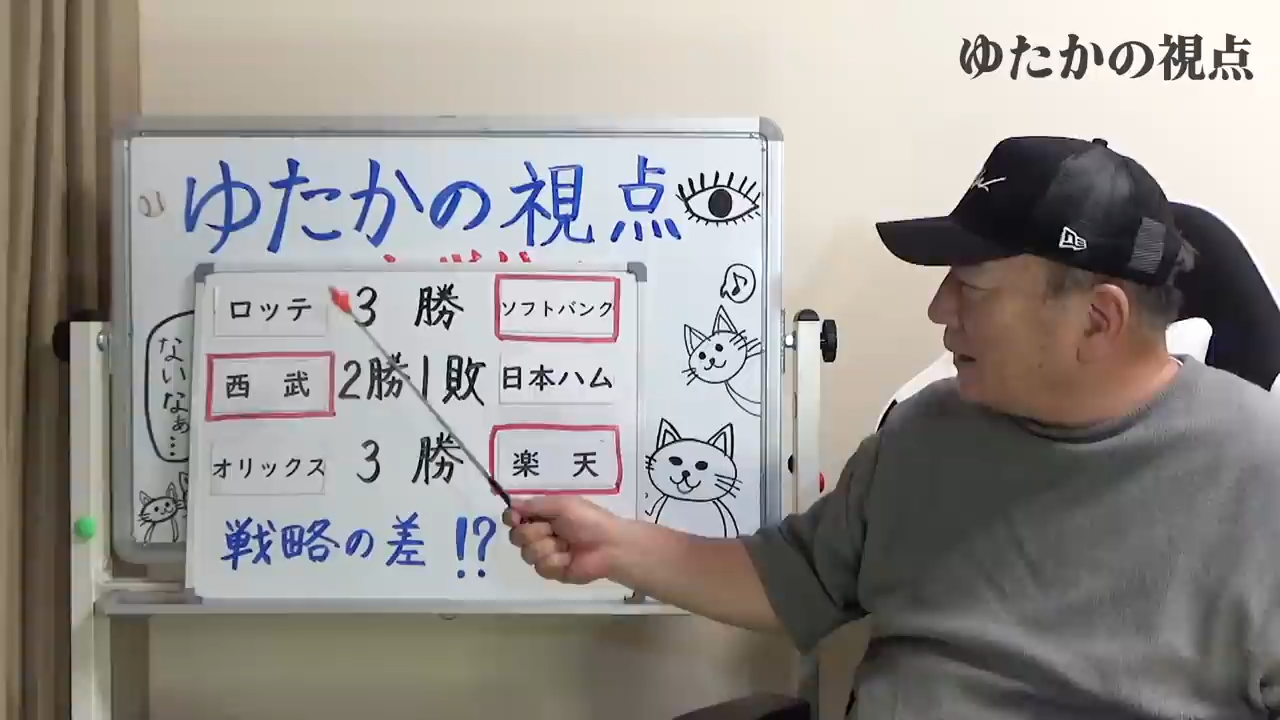 ゆたかの視点
ゆたかの視点
ロッテ 3 勝 ソフトバンク
西 武 2勝1敗 日本ハム
オリックス 3 勝 楽 天
戦略の差 !?
ないなぁ…